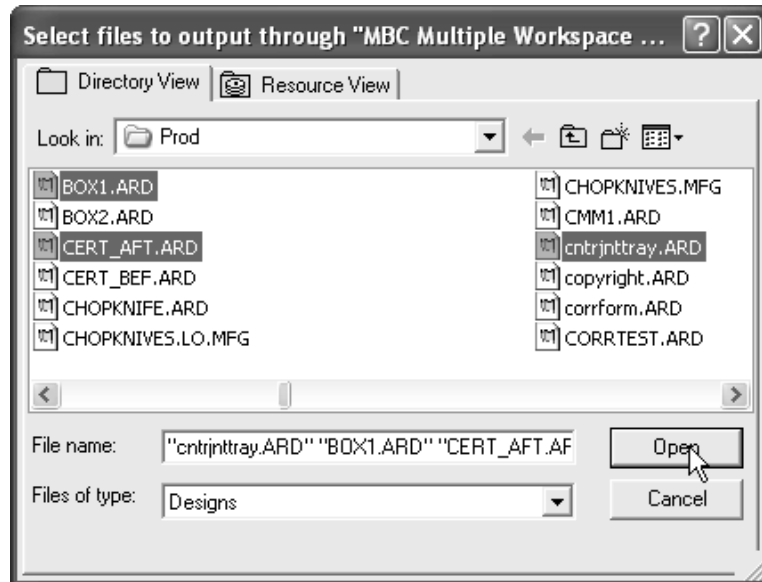 Select files to output through "MBC Multiple Workspace ...
Directory View
Resource View
Look in:
Prod
BOX1.ARD
BOX2.ARD
CERT_AFT.ARD
CERT_BEF.ARD
CHOPKNIFE.ARD
CHOPKNIVES.LO.MFG
CHOPKNIVES.MFG
CMM1.ARD
cntrjnttray.ARD
copyright.ARD
corrform.ARD
CORRTEST.ARD
File name:
"cntrjnttray.ARD" "BOX1.ARD" "CERT_AFT.AF
Open
Files of type:
Designs
Cancel